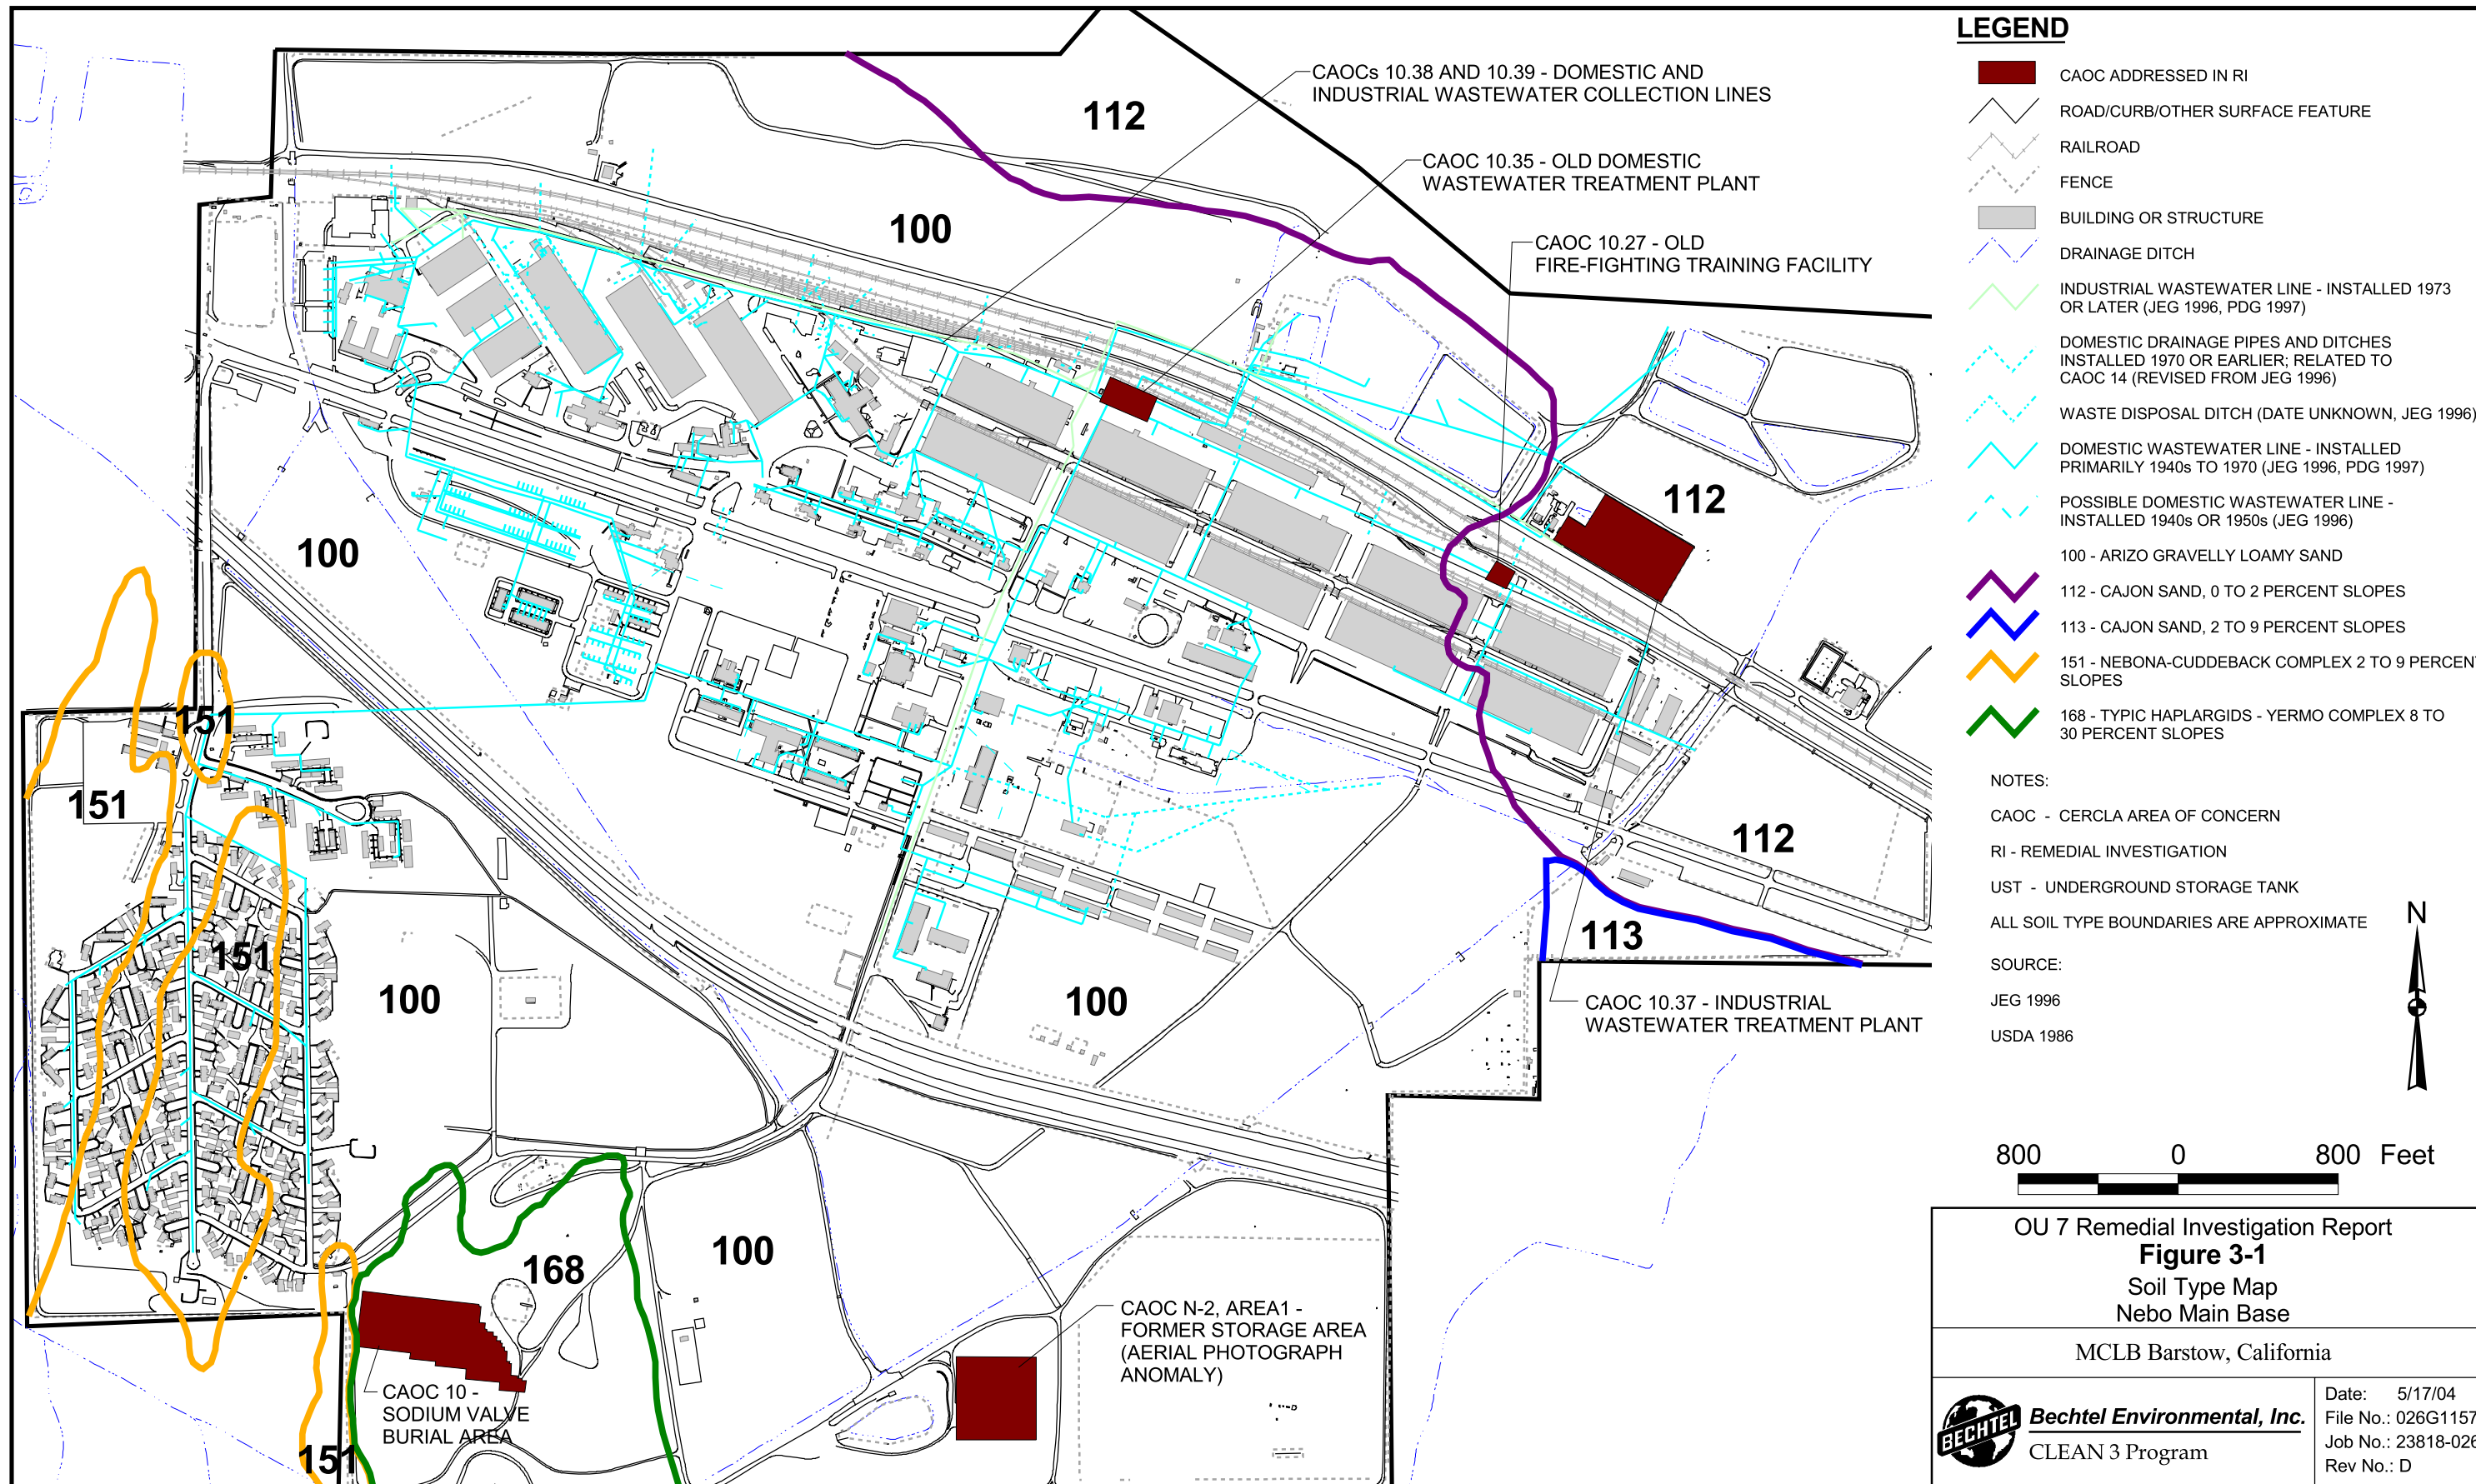 112
CAOCs 10.38 AND 10.39 - DOMESTIC AND
INDUSTRIAL WASTEWATER COLLECTION LINES
CAOC 10.35 - OLD DOMESTIC
WASTEWATER TREATMENT PLANT
100
CAOC 10.27 - OLD
FIRE-FIGHTING TRAINING FACILITY
112
100
151
151
112
151
113
100
100
CAOC 10.37 - INDUSTRIAL
WASTEWATER TREATMENT PLANT
168
100
CAOC N-2, AREA1 -
FORMER STORAGE AREA
(AERIAL PHOTOGRAPH
ANOMALY)
CAOC 10 -
SODIUM VALVE
BURIAL AREA
151
LEGEND
CAOC ADDRESSED IN RI
ROAD/CURB/OTHER SURFACE FEATURE
RAILROAD
FENCE
BUILDING OR STRUCTURE
DRAINAGE DITCH
INDUSTRIAL WASTEWATER LINE - INSTALLED 1973
OR LATER (JEG 1996, PDG 1997)
DOMESTIC DRAINAGE PIPES AND DITCHES
INSTALLED 1970 OR EARLIER; RELATED TO
CAOC 14 (REVISED FROM JEG 1996)
WASTE DISPOSAL DITCH (DATE UNKNOWN, JEG 1996)
DOMESTIC WASTEWATER LINE - INSTALLED
PRIMARILY 1940s TO 1970 (JEG 1996, PDG 1997)
POSSIBLE DOMESTIC WASTEWATER LINE -
INSTALLED 1940s OR 1950s (JEG 1996)
100 - ARIZO GRAVELLY LOAMY SAND
112 - CAJON SAND, 0 TO 2 PERCENT SLOPES
113 - CAJON SAND, 2 TO 9 PERCENT SLOPES
151 - NEBONA-CUDDEBACK COMPLEX 2 TO 9 PERCENT
SLOPES
168 - TYPIC HAPLARGIDS - YERMO COMPLEX 8 TO
30 PERCENT SLOPES
NOTES:
CAOC - CERCLA AREA OF CONCERN
RI - REMEDIAL INVESTIGATION
UST - UNDERGROUND STORAGE TANK
ALL SOIL TYPE BOUNDARIES ARE APPROXIMATE
SOURCE:
JEG 1996
USDA 1986
N
800 0 800 Feet
OU 7 Remedial Investigation Report
Figure 3-1
Soil Type Map
Nebo Main Base
MCLB Barstow, California
BECHTEL
Bechtel Environmental, Inc.
CLEAN 3 Program
Date: 5/17/04
File No.: 026G1157
Job No.: 23818-026
Rev No.: D